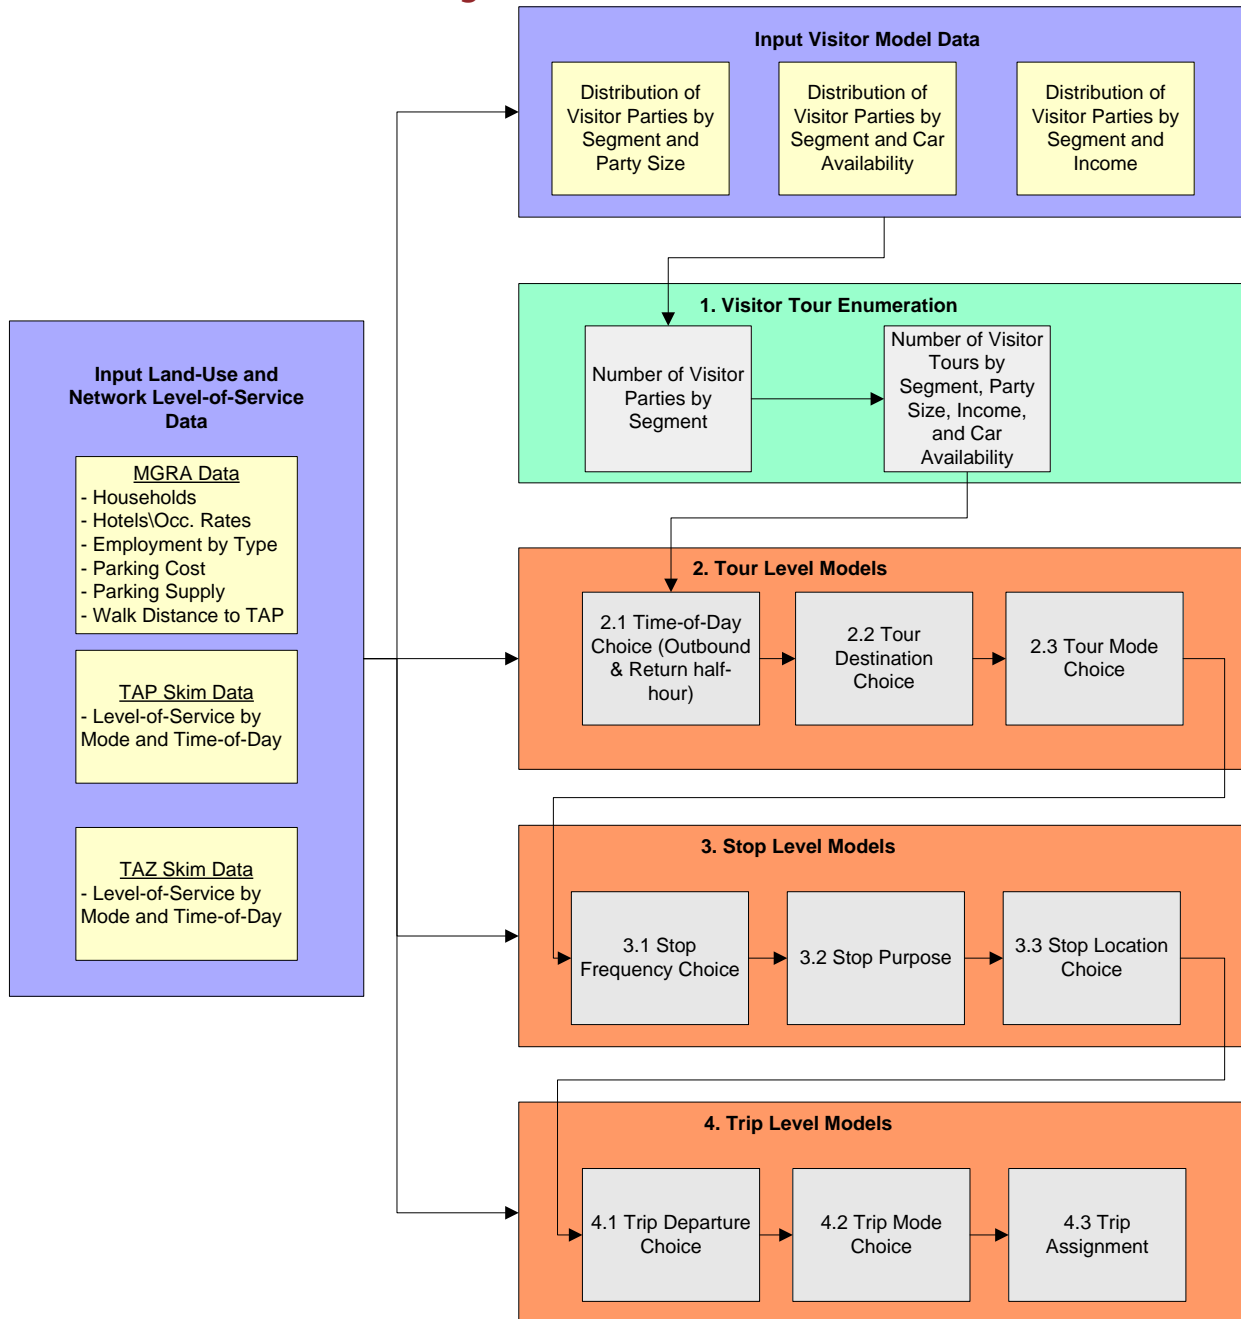 Input Visitor Model Data
Distribution of
Visitor Parties by
Segment and
Party Size
Distribution of
Visitor Parties by
Segment and Car
Availability
Distribution of
Visitor Parties by
Segment and
Income
1. Visitor Tour Enumeration
Number of Visitor
Parties by
Segment
Number of Visitor
Tours by
Segment, Party
Size, Income,
and Car
Availability
Input Land-Use and
Network Level-of-Service
Data
MGRA Data
- Households
- Hotels\Occ. Rates
- Employment by Type
- Parking Cost
- Parking Supply
- Walk Distance to TAP
TAP Skim Data
- Level-of-Service by
Mode and Time-of-Day
TAZ Skim Data
- Level-of-Service by
Mode and Time-of-Day
2. Tour Level Models
2.1 Time-of-Day
Choice (Outbound
& Return half-
hour)
2.2 Tour
Destination
Choice
2.3 Tour Mode
Choice
3. Stop Level Models
3.1 Stop
Frequency Choice
3.2 Stop Purpose
3.3 Stop Location
Choice
4. Trip Level Models
4.1 Trip Departure
Choice
4.2 Trip Mode
Choice
4.3 Trip
Assignment